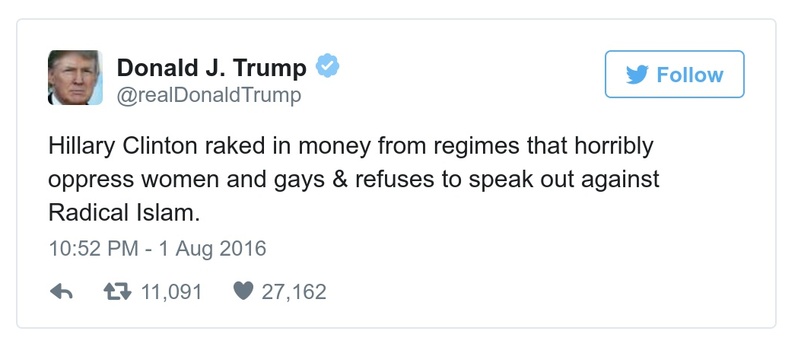 Donald J. Trump
@realDonaldTrump
Follow
Hillary Clinton raked in money from regimes that horribly
oppress women and gays & refuses to speak out against
Radical Islam.
10:52 PM - 1 Aug 2016
11,091 27,162